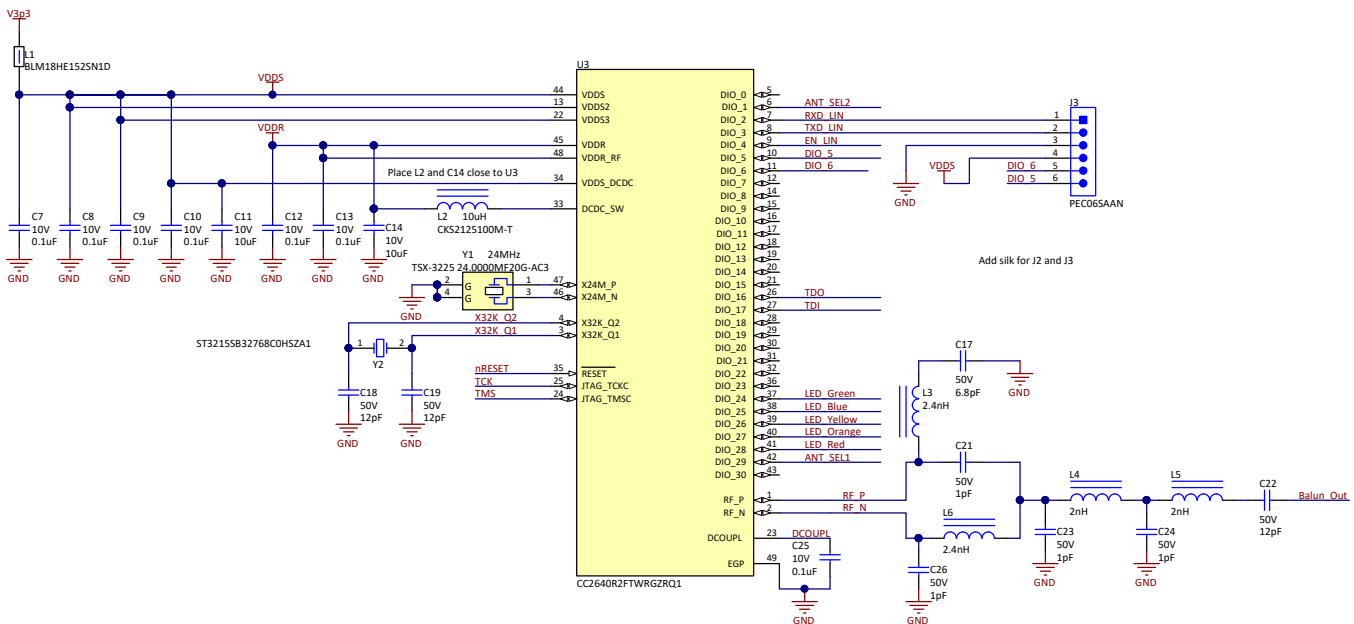 V3p3
L1
BLM18HE152SN1D
VDDS
VDDR
Place L2 and C14 close to U3
L2 10uH
CKS2125100M-T
C7
10V
0.1uF
GND
C8
10V
0.1uF
GND
C9
10V
0.1uF
GND
C10
10V
0.1uF
GND
C11
10V
10uF
GND
C12
10V
0.1uF
GND
C13
10V
0.1uF
GND
C14
10V
10uF
GND
Y1 24MHz
TSX-3225 24.0000MF20G-AC3
2 G 1
4 G 3
GND
X32K_Q2
X32K_Q1
ST3215SB32768C0HSZA1
1 2
Y2
C18
50V
12pF
GND
C19
50V
12pF
GND
nRESET
TCK
TMS
U3
44 VDDS
13 VDDS2
22 VDDS3
45 VDDR
48 VDDR_RF
34 VDDS_DCDC
33 DCDC_SW
47 X24M_P
46 X24M_N
4 X32K_Q2
3 X32K_Q1
35 RESET
25 JTAG_TCKC
24 JTAG_TMSC
DIO_0 5
DIO_1 6 ANT_SEL2
DIO_2 7 RXD_LIN
DIO_3 8 TXD_LIN
DIO_4 9 EN_LIN
DIO_5 10 DIO_5
DIO_6 11 DIO_6
DIO_7 12
DIO_8 14
DIO_9 15
DIO_10 16
DIO_11 17
DIO_12 18
DIO_13 19
DIO_14 20
DIO_15 21
DIO_16 26 TDO
DIO_17 27 TDI
DIO_18 28
DIO_19 29
DIO_20 30
DIO_21 31
DIO_22 32
DIO_23 36
DIO_24 37 LED_Green
DIO_25 38 LED_Blue
DIO_26 39 LED_Yellow
DIO_27 40 LED_Orange
DIO_28 41 LED_Red
DIO_29 42 ANT_SEL1
DIO_30 43
RF_P 1 RF_P
RF_N 2 RF_N
DCOUPL 23 DCOUPL
EGP 49
CC2640R2FTWRGZRQ1
C25
10V
0.1uF
GND
J3
1
2
3
4
DIO_6 5
DIO_5 6
PEC06SAAN
GND
VDDS
Add silk for J2 and J3
C17
50V
6.8pF
GND
L3
2.4nH
C21
50V
1pF
L6
2.4nH
C26
50V
1pF
GND
L4
2nH
C23
50V
1pF
GND
L5
2nH
C24
50V
1pF
GND
C22
50V
12pF
Balun_Out